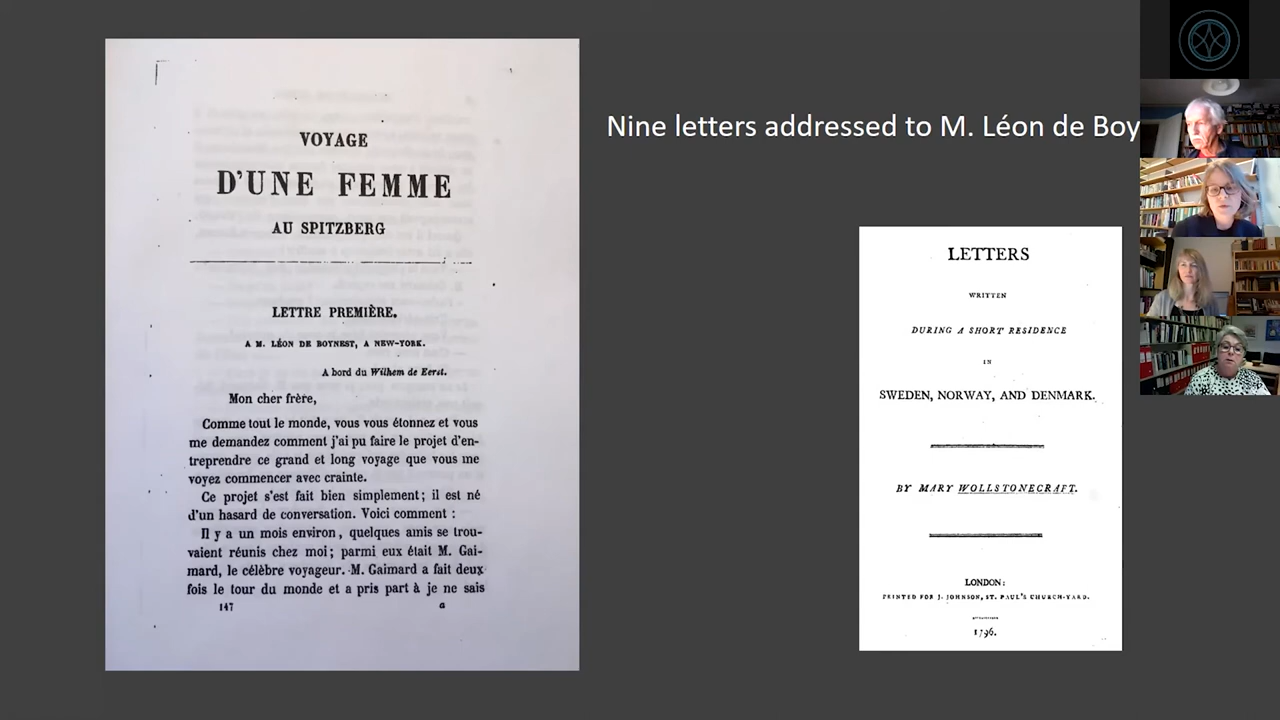 Nine letters addressed to M. Léon de Boy
VOYAGE
D'UNE FEMME
AU SPITZBERG
LETTRE PREMIÈRE.
A M. LÉON DE BOYNEST, A NEW-YORK.
A bord du Wilhem de Eerst.
Mon cher frère,
Comme tout le monde, vous vous étonnez et vous
me demandez comment j'ai pu faire le projet d'en-
treprendre ce grand et long voyage que vous me
voyez commencer avec crainte.
Ce projet s'est fait bien simplement; il est né
d'un hasard de conversation. Voici comment :
Il y a un mois environ, quelques amis se trou-
vaient réunis chez moi; parmi eux était M. Gai-
mard, le célèbre voyageur. M. Gaimard a fait deux
fois le tour du monde et a pris part à je ne sais
147 a
LETTERS
WRITTEN
DURING A SHORT RESIDENCE
IN
SWEDEN, NORWAY, AND DENMARK.
BY MARY WOLLSTONECRAFT.
LONDON:
PRINTED FOR J. JOHNSON, ST. PAUL'S CHURCH-YARD.
1796.